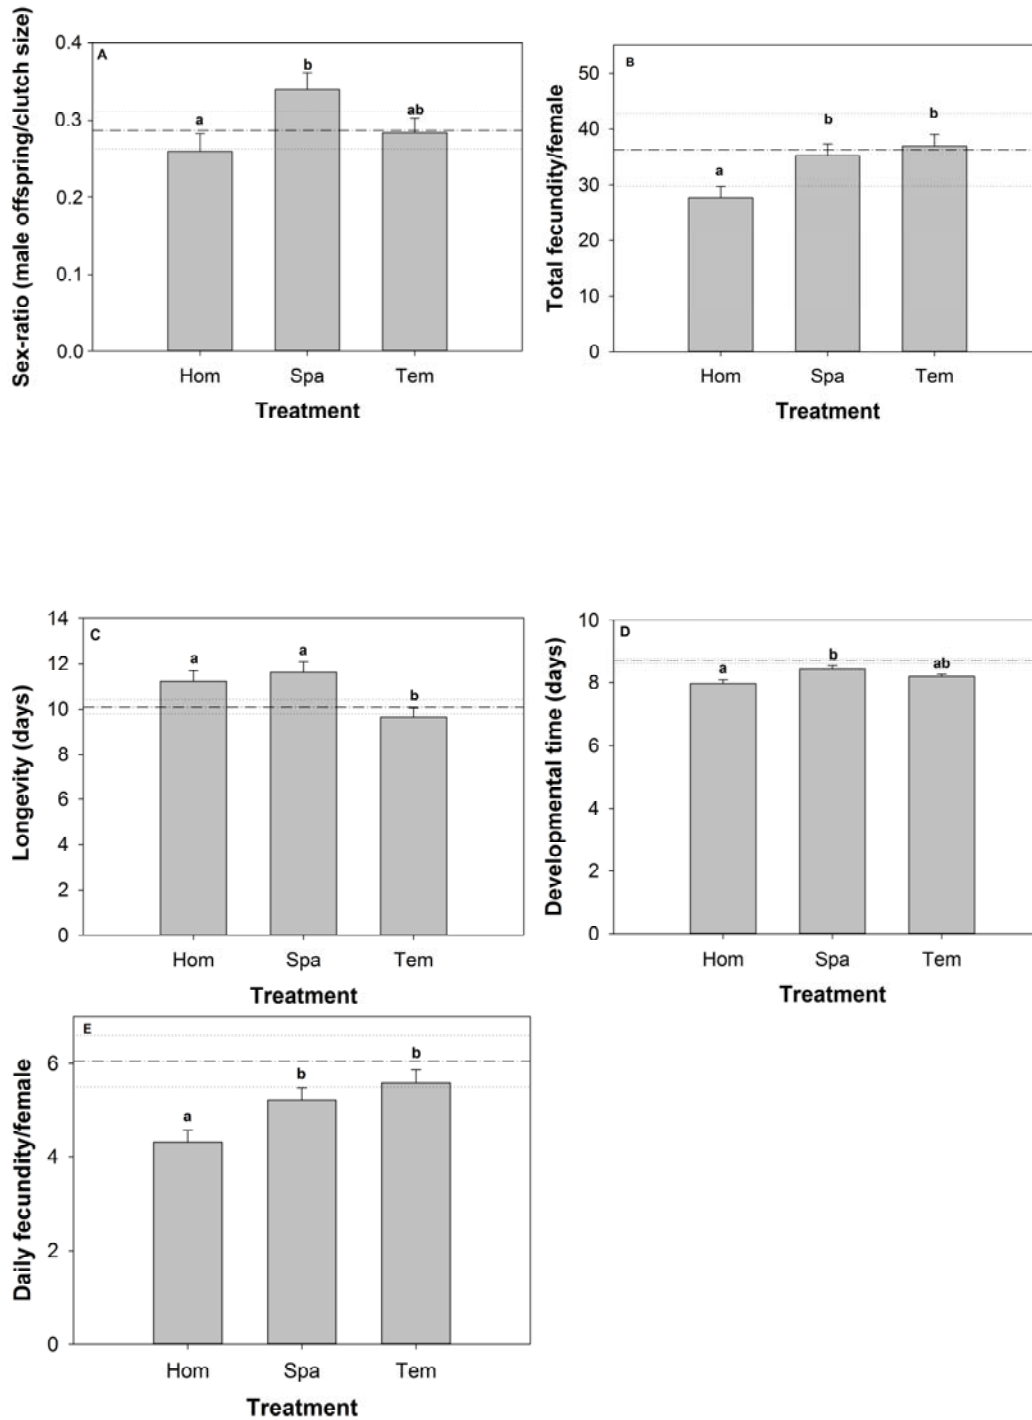 A
Sex-ratio (male offspring/clutch size)
0.4
0.3
0.2
0.1
0.0
a
b
ab
Hom Spa Tem
Treatment
B
Total fecundity/female
50
40
30
20
10
0
a
b
b
Hom Spa Tem
Treatment
C
Longevity (days)
14
12
10
8
6
4
2
0
a
a
b
Hom Spa Tem
Treatment
D
Developmental time (days)
10
8
6
4
2
0
a
b
ab
Hom Spa Tem
Treatment
E
Daily fecundity/female
6
4
2
0
a
b
b
Hom Spa Tem
Treatment